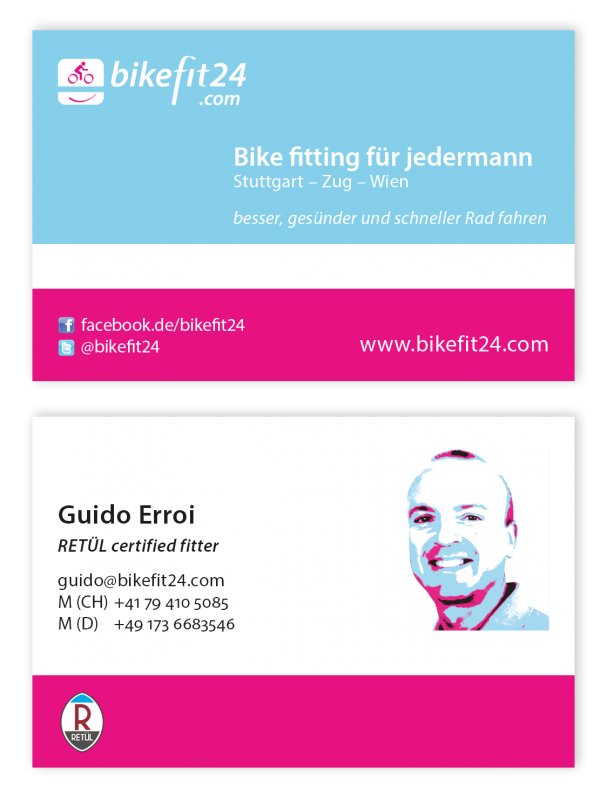 bikefit24
.com
Bike fitting für jedermann
Stuttgart – Zug – Wien
besser, gesünder und schneller Rad fahren
facebook.de/bikefit24
@bikefit24
www.bikefit24.com
Guido Erroi
RETÜL certified fitter
guido@bikefit24.com
M (CH) +41 79 410 5085
M (D) +49 173 6683546
R
RETÜL